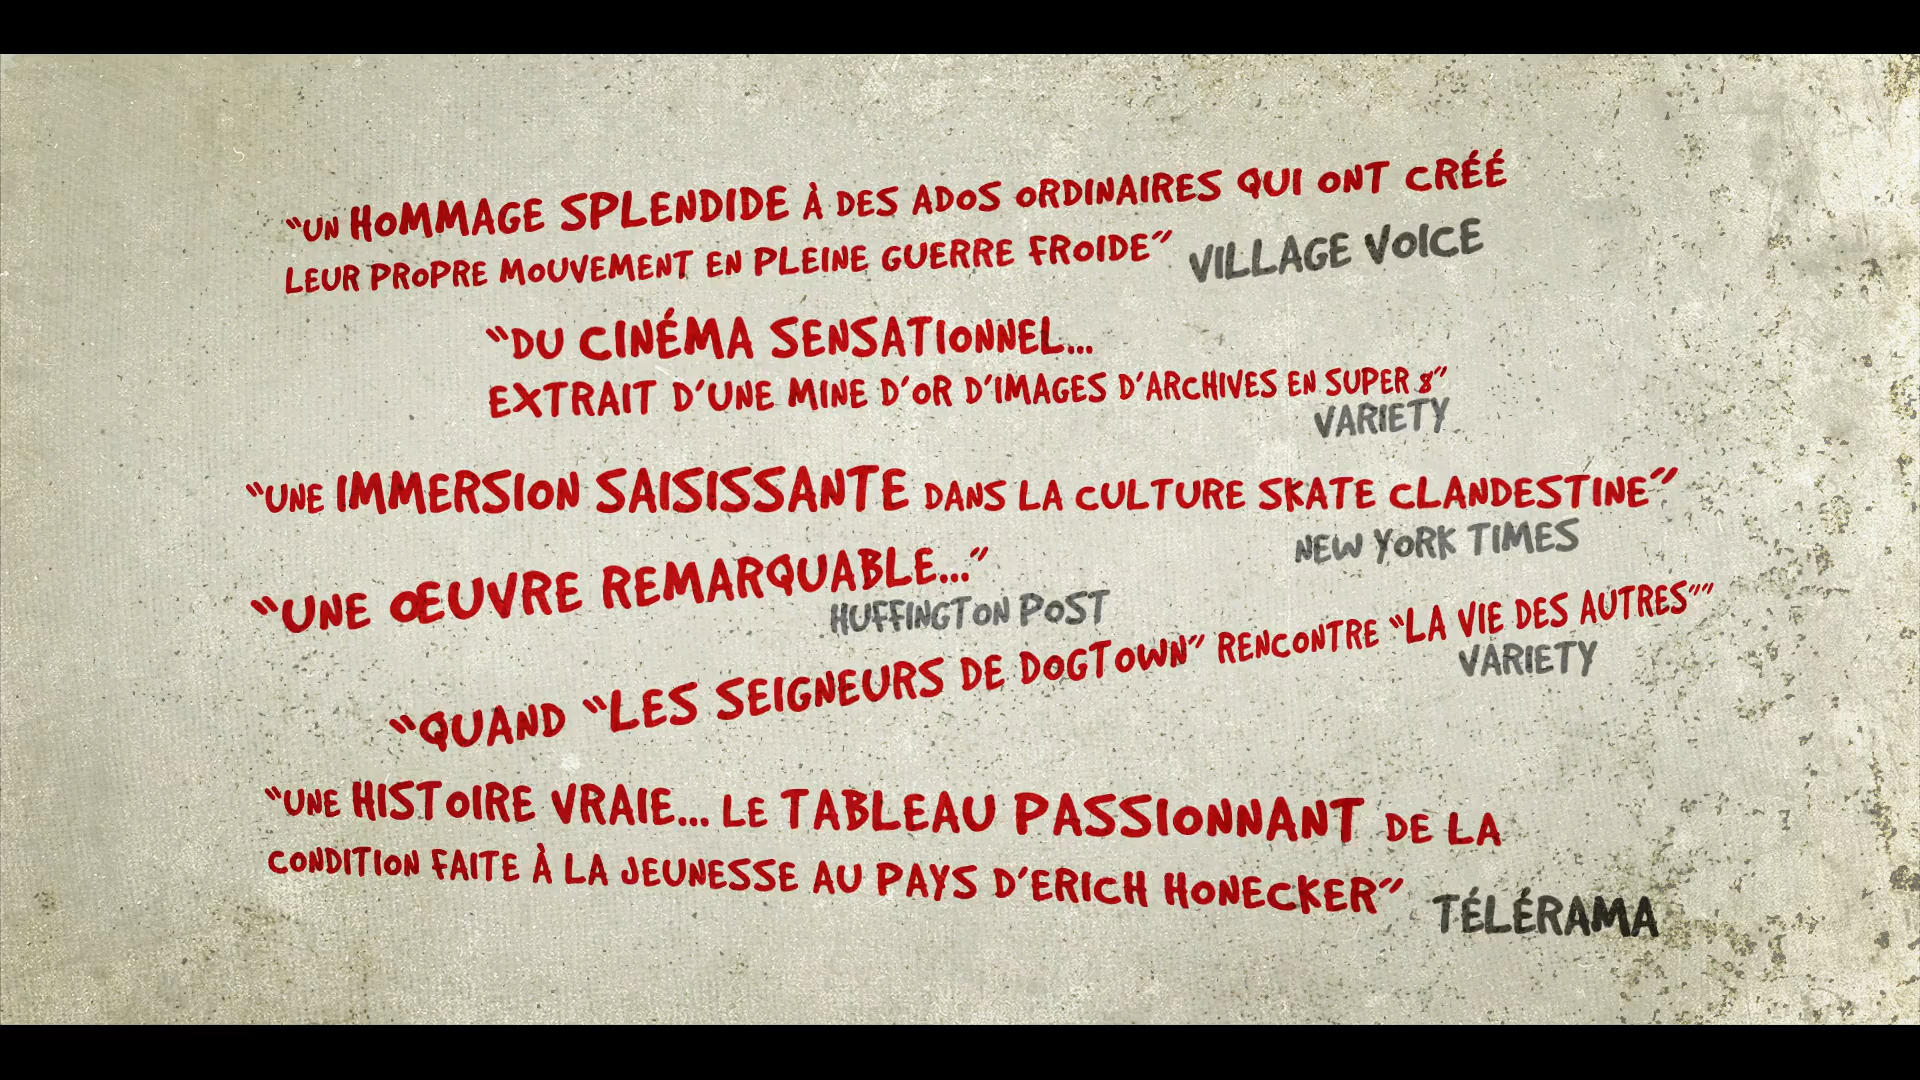 “UN HOMMAGE SPLENDIDE À DES ADOS ORDINAIRES QUI ONT CRÉÉ
LEUR PROPRE MOUVEMENT EN PLEINE GUERRE FROIDE” VILLAGE VOICE
“DU CINÉMA SENSATIONNEL...
EXTRAIT D’UNE MINE D’OR D’IMAGES D’ARCHIVES EN SUPER 8”
VARIETY
“UNE IMMERSION SAISISSANTE DANS LA CULTURE SKATE CLANDESTINE”
NEW YORK TIMES
“UNE ŒUVRE REMARQUABLE...”
HUFFINGTON POST
“QUAND “LES SEIGNEURS DE DOGTOWN” RENCONTRE “LA VIE DES AUTRES””
VARIETY
“UNE HISTOIRE VRAIE... LE TABLEAU PASSIONNANT DE LA
CONDITION FAITE À LA JEUNESSE AU PAYS D’ERICH HONECKER”
TÉLÉRAMA